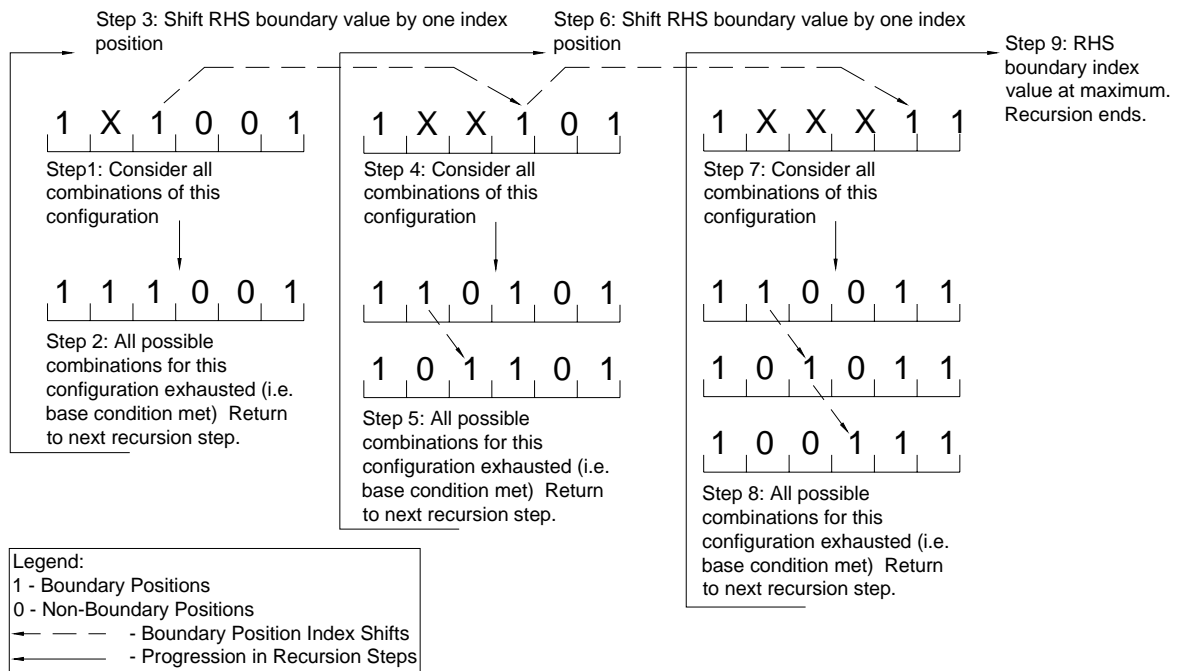 Step 3: Shift RHS boundary value by one index
position
Step 6: Shift RHS boundary value by one index
position
Step 9: RHS
boundary index
value at maximum.
Recursion ends.
1 X 1 0 0 1
Step1: Consider all
combinations of this
configuration
1 1 1 0 0 1
Step 2: All possible
combinations for this
configuration exhausted (i.e.
base condition met) Return
to next recursion step.
1 X X 1 0 1
Step 4: Consider all
combinations of this
configuration
1 1 0 1 0 1
1 0 1 1 0 1
Step 5: All possible
combinations for this
configuration exhausted (i.e.
base condition met) Return
to next recursion step.
1 X X X 1 1
Step 7: Consider all
combinations of this
configuration
1 1 0 0 1 1
1 0 1 0 1 1
1 0 0 1 1 1
Step 8: All possible
combinations for this
configuration exhausted (i.e.
base condition met) Return
to next recursion step.
Legend:
1 - Boundary Positions
0 - Non-Boundary Positions
- Boundary Position Index Shifts
- Progression in Recursion Steps